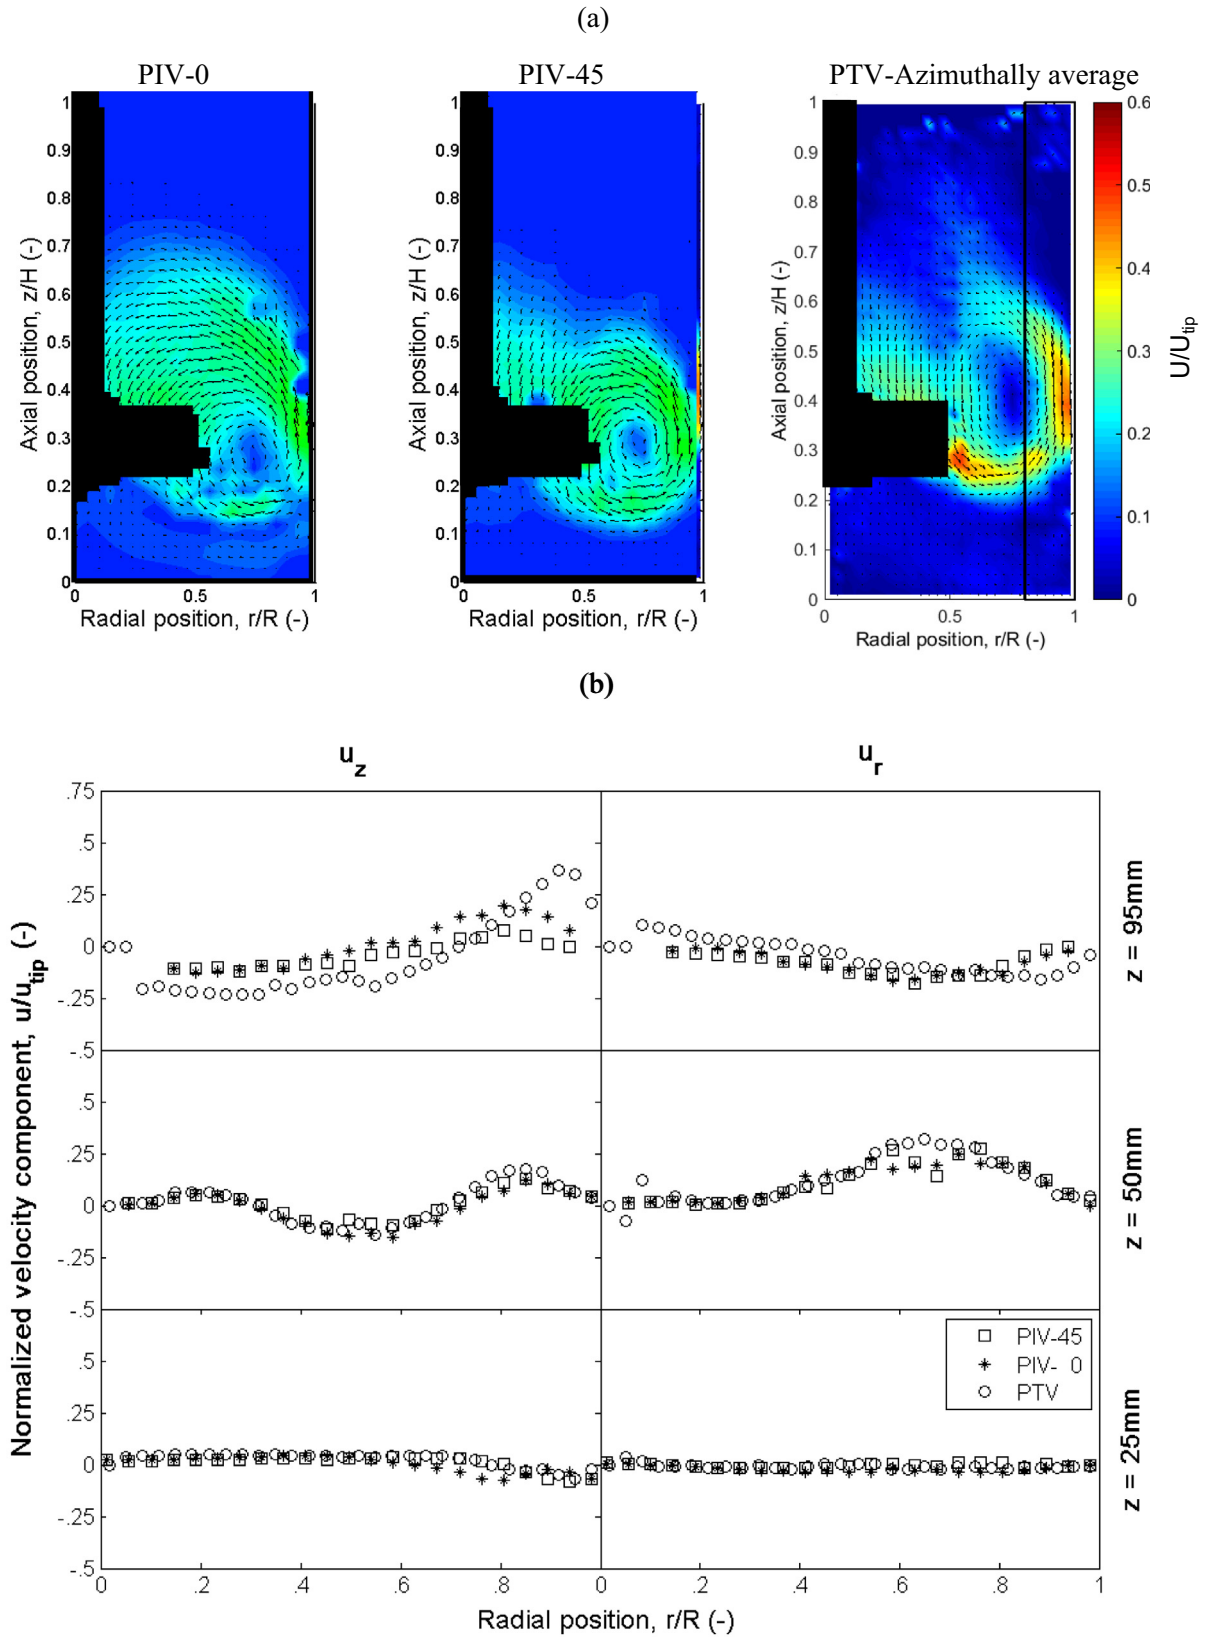 (a)
PIV-0 PIV-45 PTV-Azimuthally average
1 1 1 0.6
0.9 0.9 0.9
0.8 0.8 0.8 0.5
0.7 0.7 0.7
0.6 0.6 0.6 0.4
0.5 0.5 0.5 0.3
0.4 0.4 0.4
0.3 0.3 0.3 0.2
0.2 0.2 0.2
0.1 0.1 0.1 0.1
0 0 0 0
Axial position, z/H (-) Axial position, z/H (-) Axial position, z/H (-) U/Utip
0 0.5 1 0 0.5 1 0 0.5 1
Radial position, r/R (-) Radial position, r/R (-) Radial position, r/R (-)
(b)
uz ur
Normalized velocity component, u/utip (-)
.75
.5
.25
0
-.25
-.5
z = 95mm
.5
.25
0
-.25
-.5
z = 50mm
.5
.25
0
-.25
-.5
z = 25mm
PIV-45
PIV- 0
PTV
0 .2 .4 .6 .8 0 .2 .4 .6 .8 1
Radial position, r/R (-)